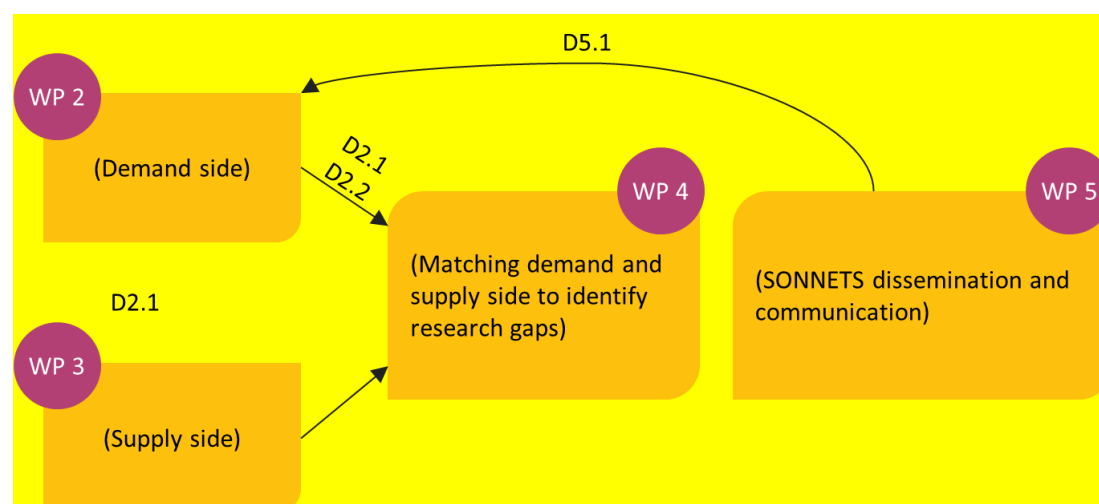 D5.1
WP 2
(Demand side)
D2.1
D2.2
WP 4
(Matching demand and
supply side to identify
research gaps)
WP 5
(SONNETS dissemination and
communication)
D2.1
WP 3
(Supply side)